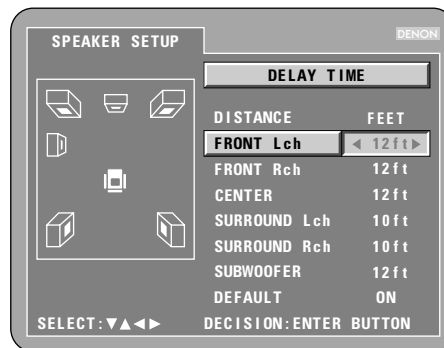 SPEAKER SETUP
DENON
DELAY TIME
DISTANCE FEET
FRONT Lch ◀ 12ft▶
FRONT Rch 12ft
CENTER 12ft
SURROUND Lch 10ft
SURROUND Rch 10ft
SUBWOOFER 12ft
DEFAULT ON
SELECT:▼▲◀▶ DECISION:ENTER BUTTON